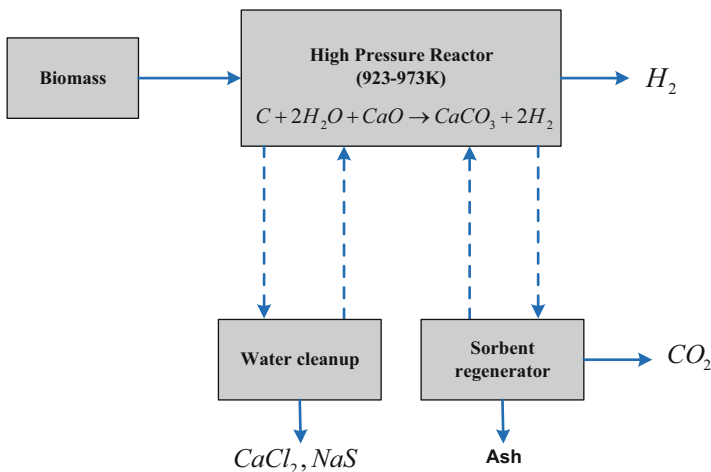 Biomass
High Pressure Reactor
(923-973K)
C + 2H₂O + CaO → CaCO₃ + 2H₂
H₂
Water cleanup
Sorbent
regenerator
CO₂
CaCl₂, NaS
Ash